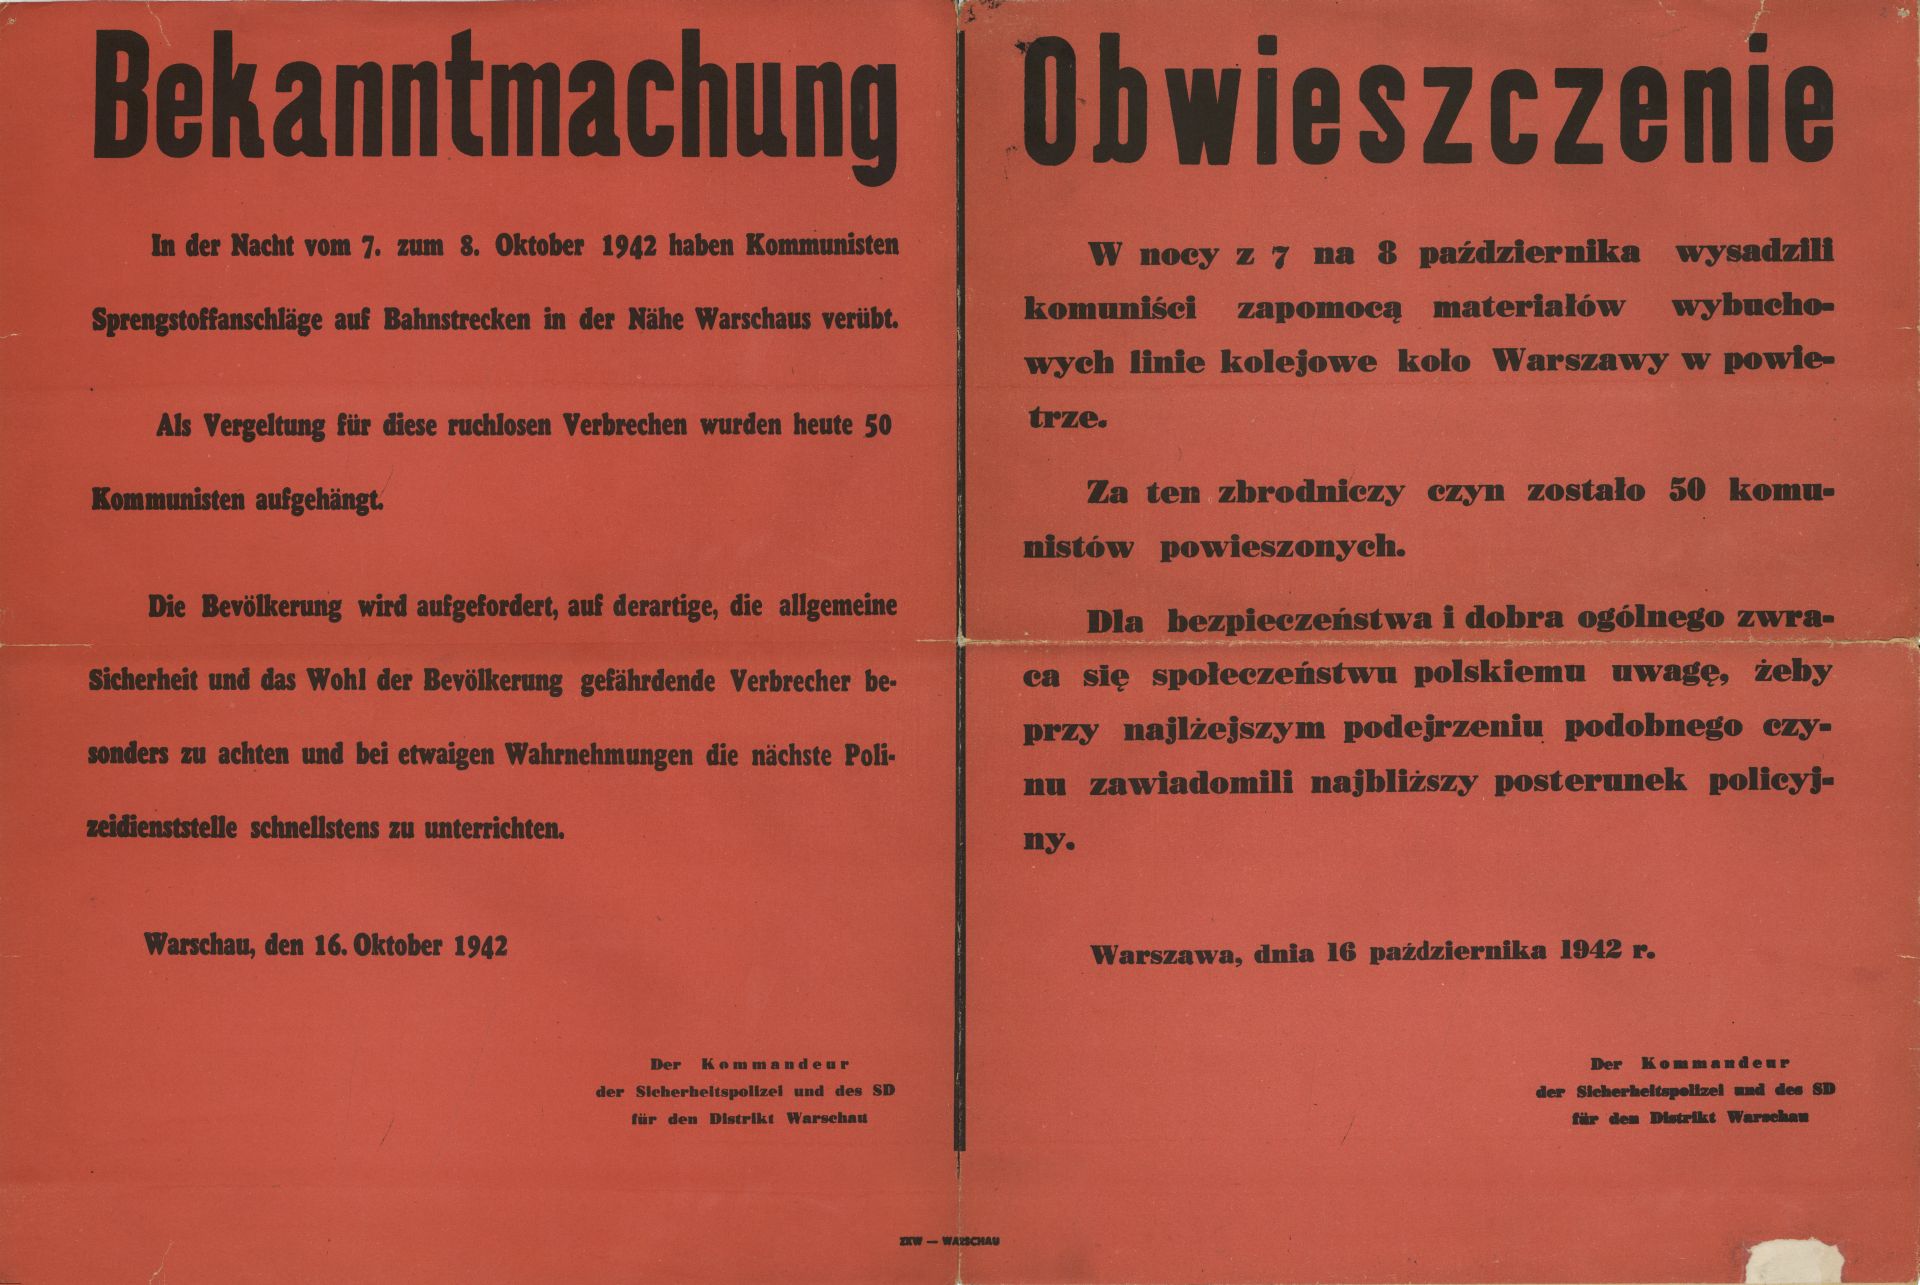 Bekanntmachung
In der Nacht vom 7. zum 8. Oktober 1942 haben Kommunisten
Sprengstoffanschläge auf Bahnstrecken in der Nähe Warschaus verübt.
Als Vergeltung für diese ruchlosen Verbrechen wurden heute 50
Kommunisten aufgehängt.
Die Bevölkerung wird aufgefordert, auf derartige, die allgemeine
Sicherheit und das Wohl der Bevölkerung gefährdende Verbrecher be-
sonders zu achten und bei etwaigen Wahrnehmungen die nächste Poli-
zeidienststelle schnellstens zu unterrichten.
Warschau, den 16. Oktober 1942
Der Kommandeur
der Sicherheitspolizei und des SD
für den Distrikt Warschau
Obwieszczenie
W nocy z 7 na 8 października wysadzili
komuniści zapomocą materiałów wybucho-
wych linie kolejowe koło Warszawy w powie-
trze.
Za ten zbrodniczy czyn zostało 50 komu-
nistów powieszonych.
Dla bezpieczeństwa i dobra ogólnego zwra-
ca się społeczeństwu polskiemu uwagę, żeby
przy najlżejszym podejrzeniu podobnego czy-
nu zawiadomili najbliższy posterunek policyj-
ny.
Warszawa, dnia 16 października 1942 r.
Der Kommandeur
der Sicherheitspolizei und des SD
für den Distrikt Warschau
ZKW — WARSCHAU